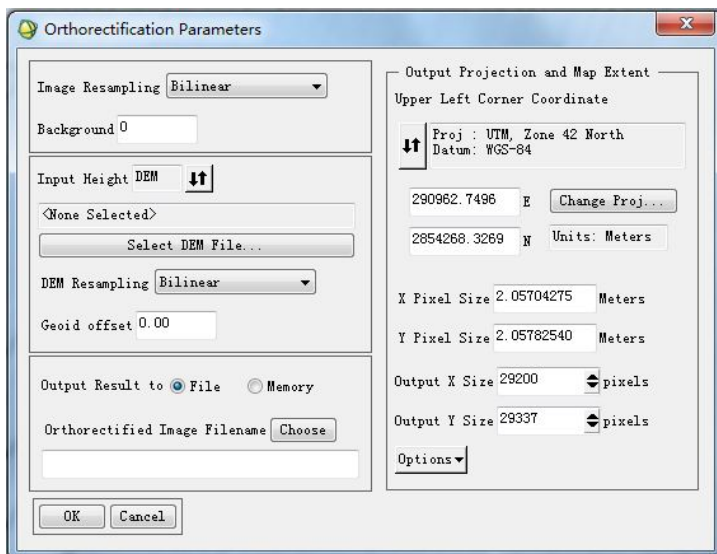 Orthorectification Parameters
Image Resampling Bilinear
Background 0
Input Height DEM
<None Selected>
Select DEM File...
DEM Resampling Bilinear
Geoid offset 0.00
Output Result to File Memory
Orthorectified Image Filename Choose
OK Cancel
Output Projection and Map Extent
Upper Left Corner Coordinate
Proj : UTM, Zone 42 North
Datum: WGS-84
290962.7496 E Change Proj...
2854268.3269 N Units: Meters
X Pixel Size 2.05704275 Meters
Y Pixel Size 2.05782540 Meters
Output X Size 29200 pixels
Output Y Size 29337 pixels
Options